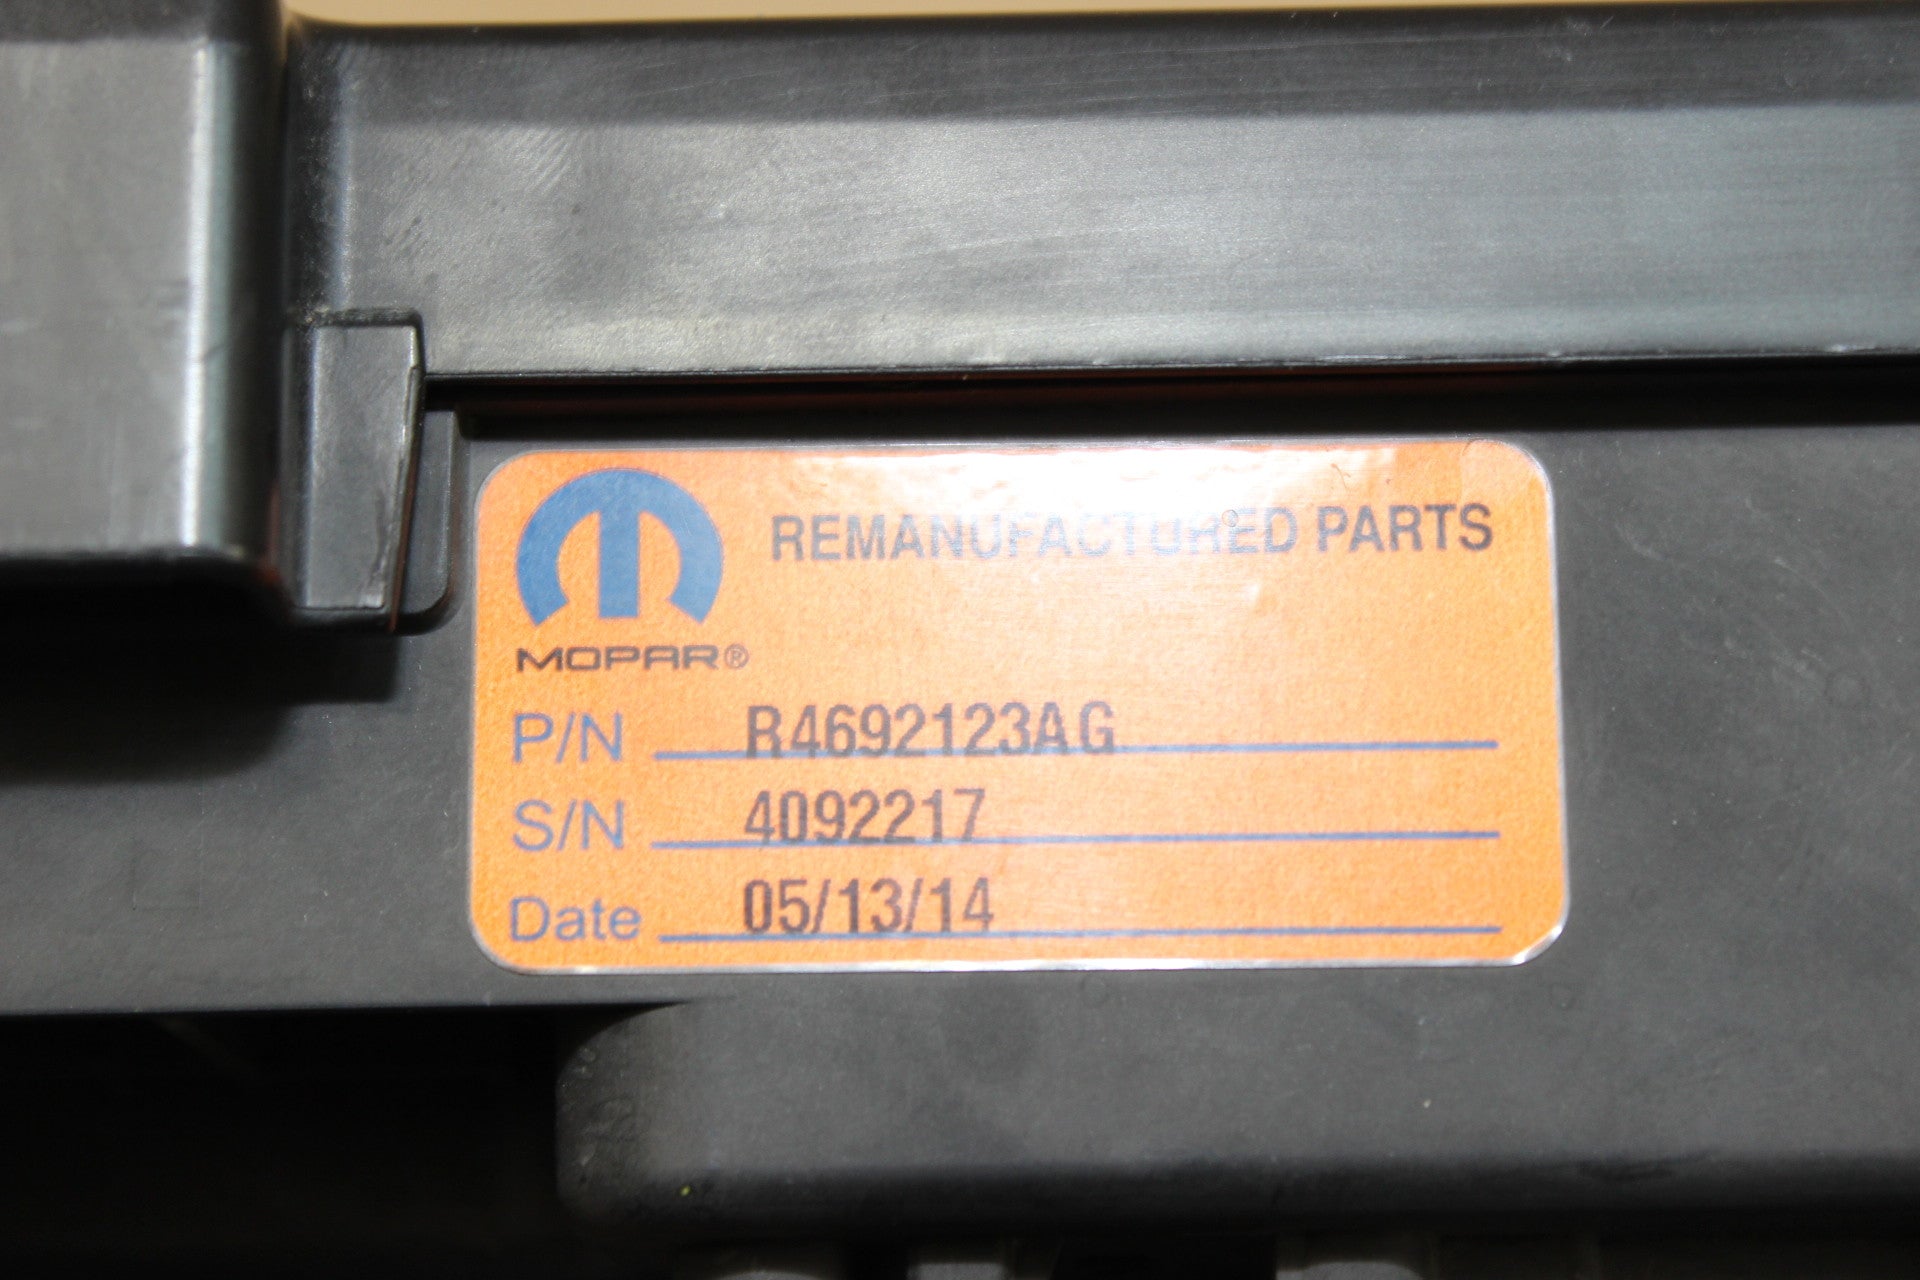 REMANUFACTURED PARTS
MOPAR®
P/N R4692123AG
S/N 4092217
Date 05/13/14